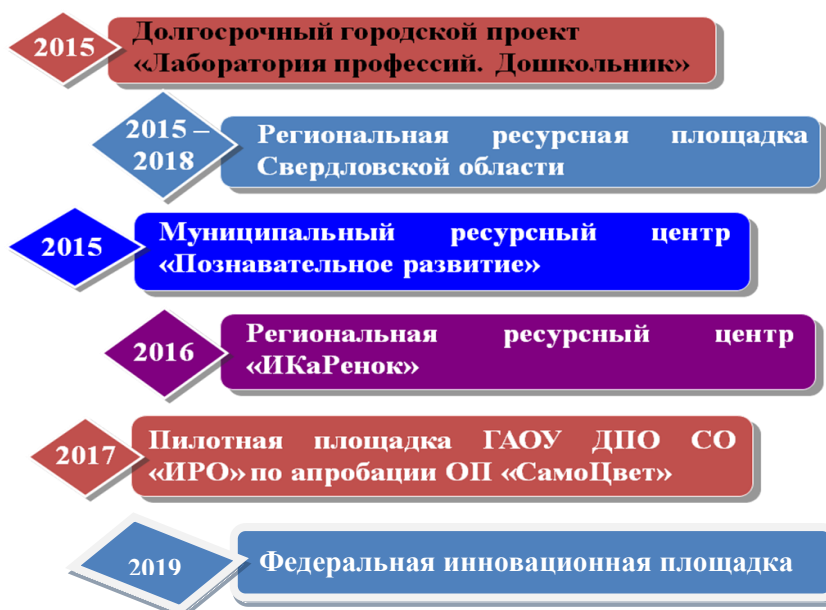 2015
Долгосрочный городской проект
«Лаборатория профессий. Дошкольник»
2015 –
2018
Региональная ресурсная площадка
Свердловской области
2015
Муниципальный ресурсный центр
«Познавательное развитие»
2016
Региональная ресурсный центр
«ИКаРенок»
2017
Пилотная площадка ГАОУ ДПО СО
«ИРО» по апробации ОП «СамоЦвет»
2019
Федеральная инновационная площадка